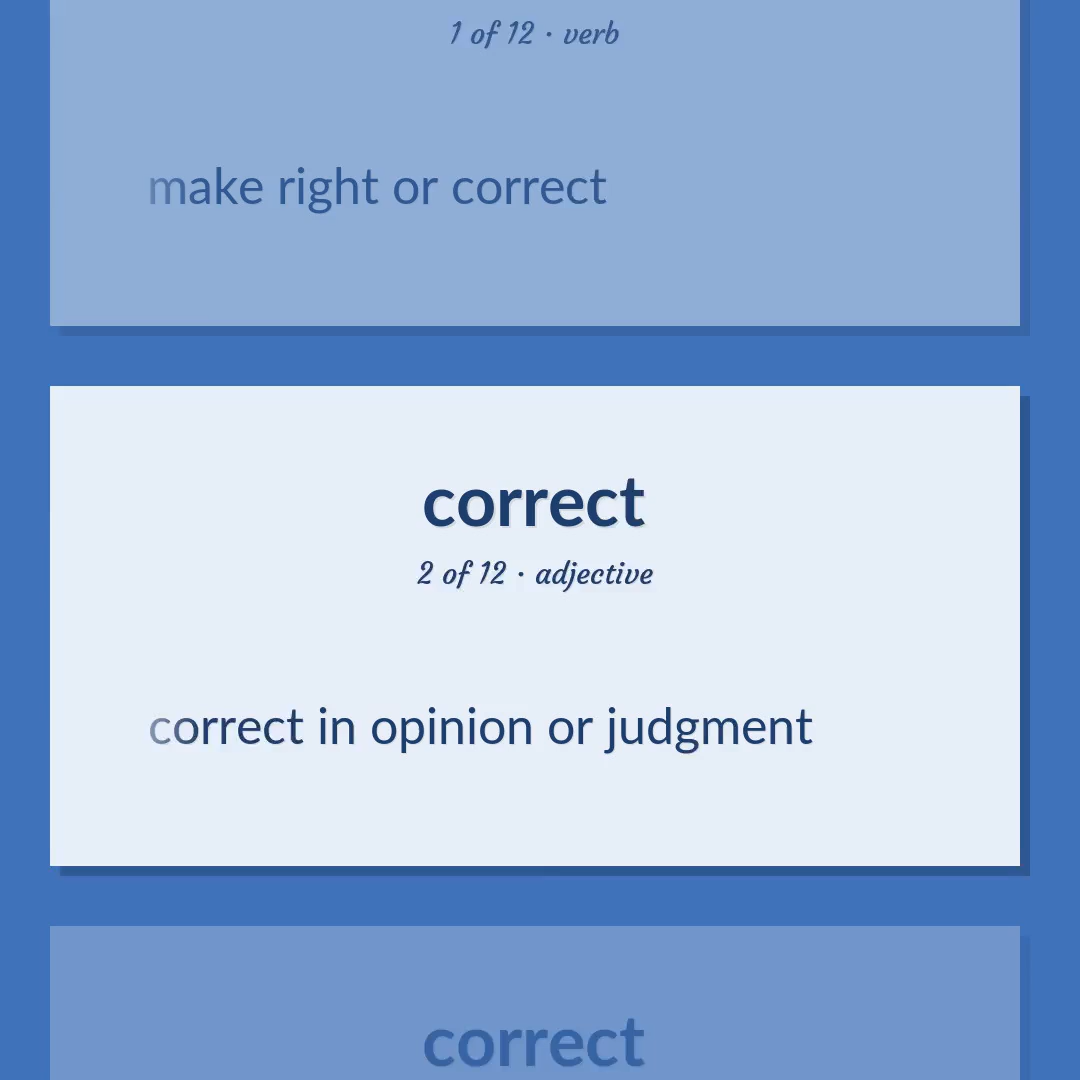 1 of 12 · verb
make right or correct
correct
2 of 12 · adjective
correct in opinion or judgment
correct